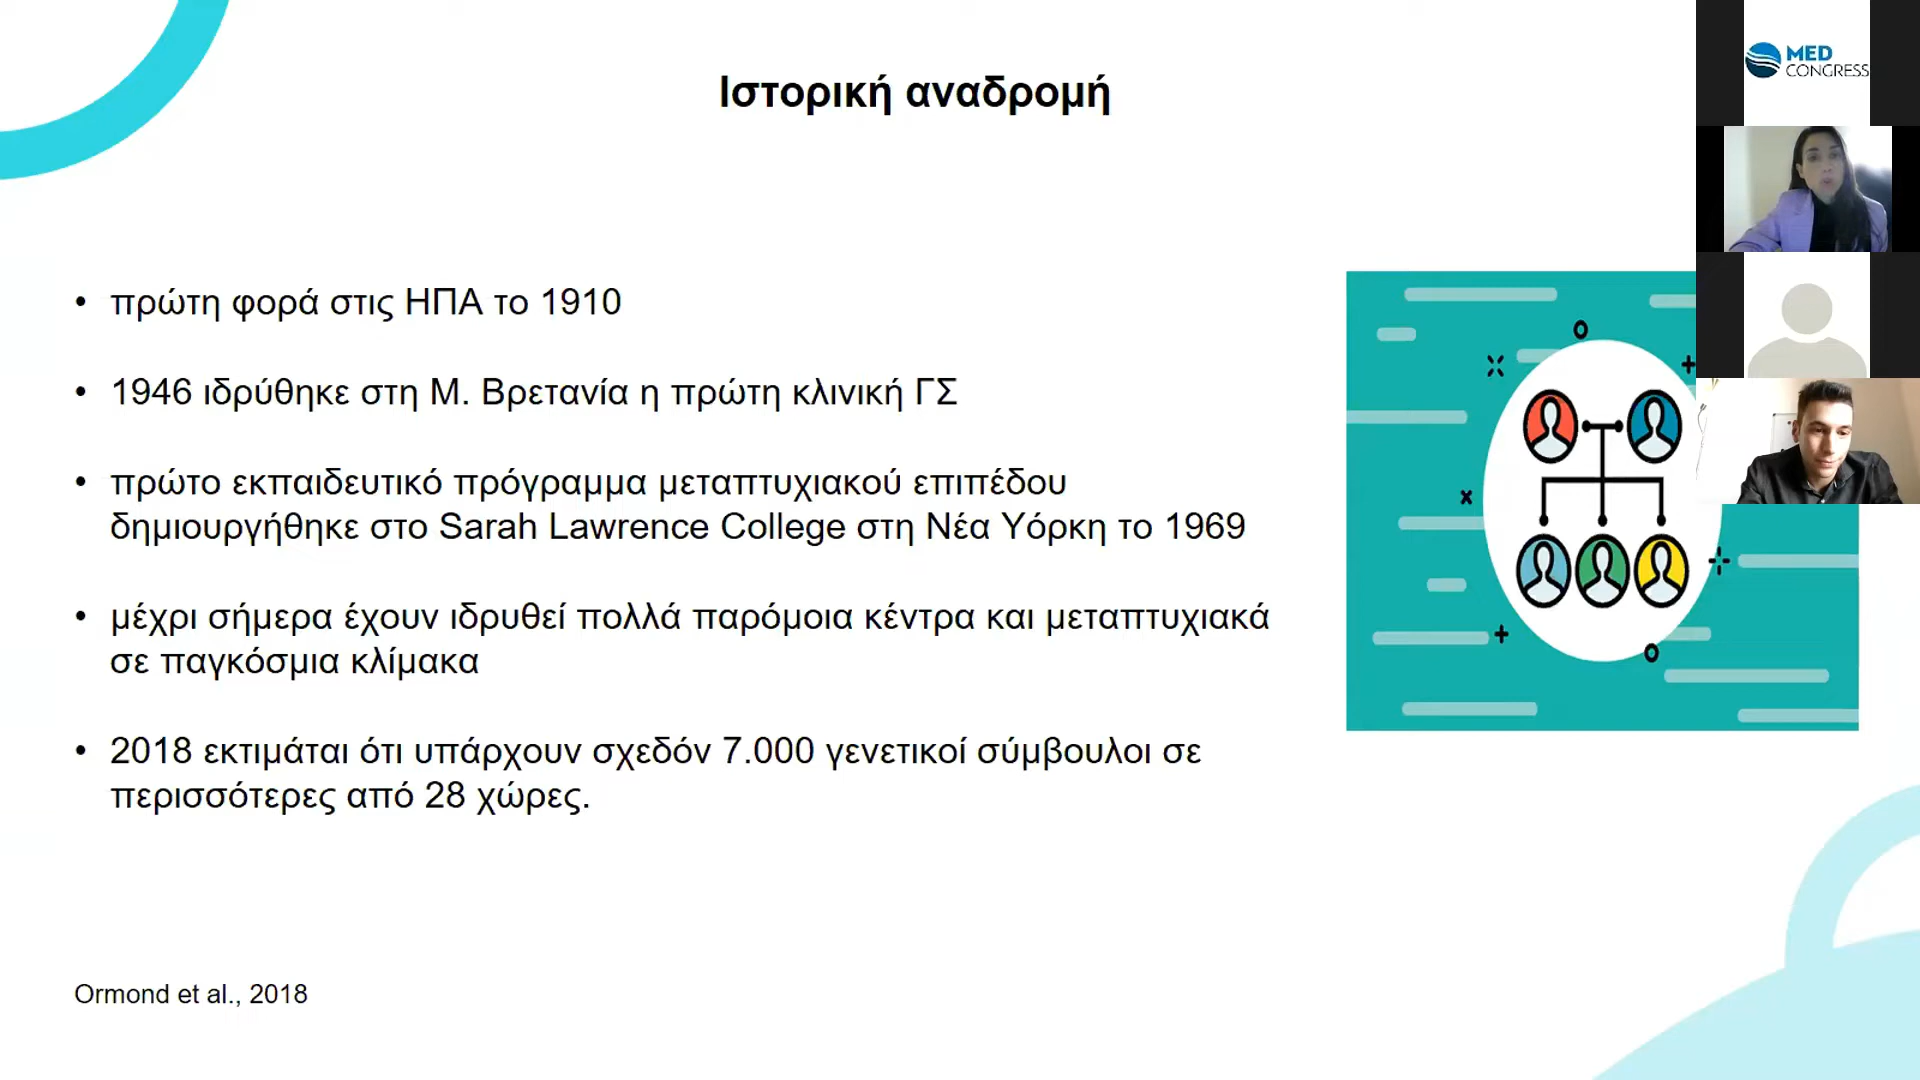 Ιστορική αναδρομή
MED
CONGRESS
• πρώτη φορά στις ΗΠΑ το 1910
• 1946 ιδρύθηκε στη Μ. Βρετανία η πρώτη κλινική ΓΣ
• πρώτο εκπαιδευτικό πρόγραμμα μεταπτυχιακού επιπέδου
δημιουργήθηκε στο Sarah Lawrence College στη Νέα Υόρκη το 1969
• μέχρι σήμερα έχουν ιδρυθεί πολλά παρόμοια κέντρα και μεταπτυχιακά
σε παγκόσμια κλίμακα
• 2018 εκτιμάται ότι υπάρχουν σχεδόν 7.000 γενετικοί σύμβουλοι σε
περισσότερες από 28 χώρες.
Ormond et al., 2018